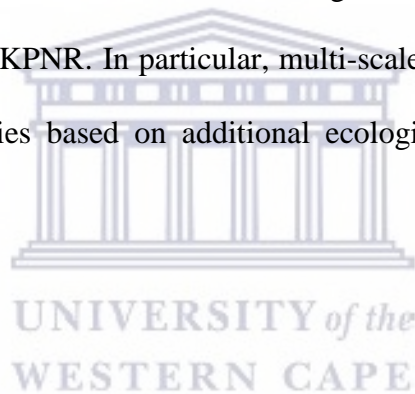 KPNR. In particular, multi-scale
ies based on additional ecologi
UNIVERSITY of the
WESTERN CAPE